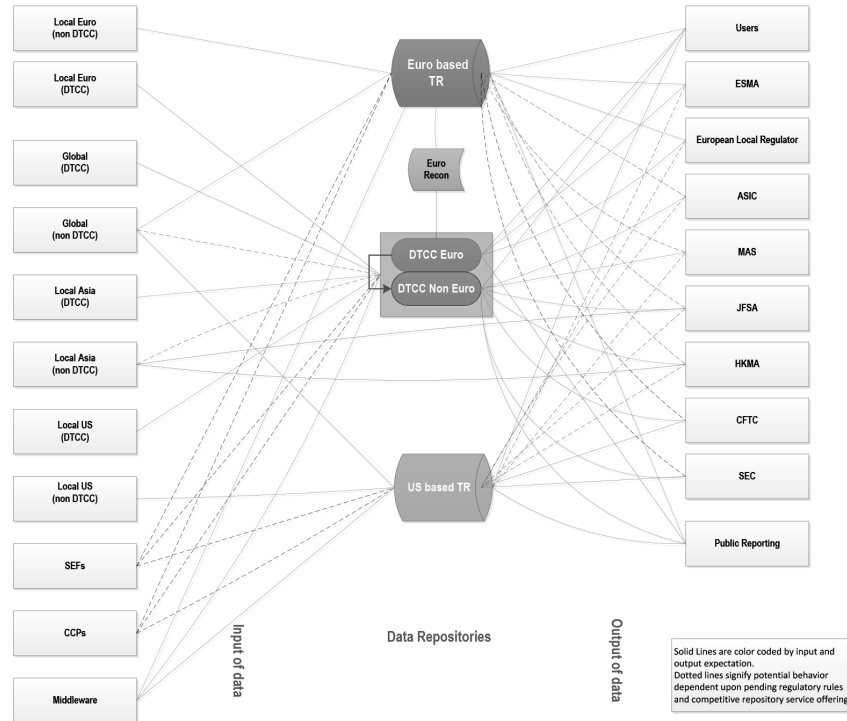 Local Euro
(non DTCC)
Local Euro
(DTCC)
Global
(DTCC)
Global
(non DTCC)
Local Asia
(DTCC)
Local Asia
(non DTCC)
Local US
(DTCC)
Local US
(non DTCC)
SEFs
CCPs
Middleware
Input of data
Euro based
TR
Euro
Recon
DTCC Euro
DTCC Non Euro
US based TR
Data Repositories
Output of data
Users
ESMA
European Local Regulator
ASIC
MAS
JFSA
HKMA
CFTC
SEC
Public Reporting
Solid Lines are color coded by input and
output expectation.
Dotted lines signify potential behavior
dependent upon pending regulatory rules
and competitive repository service offering